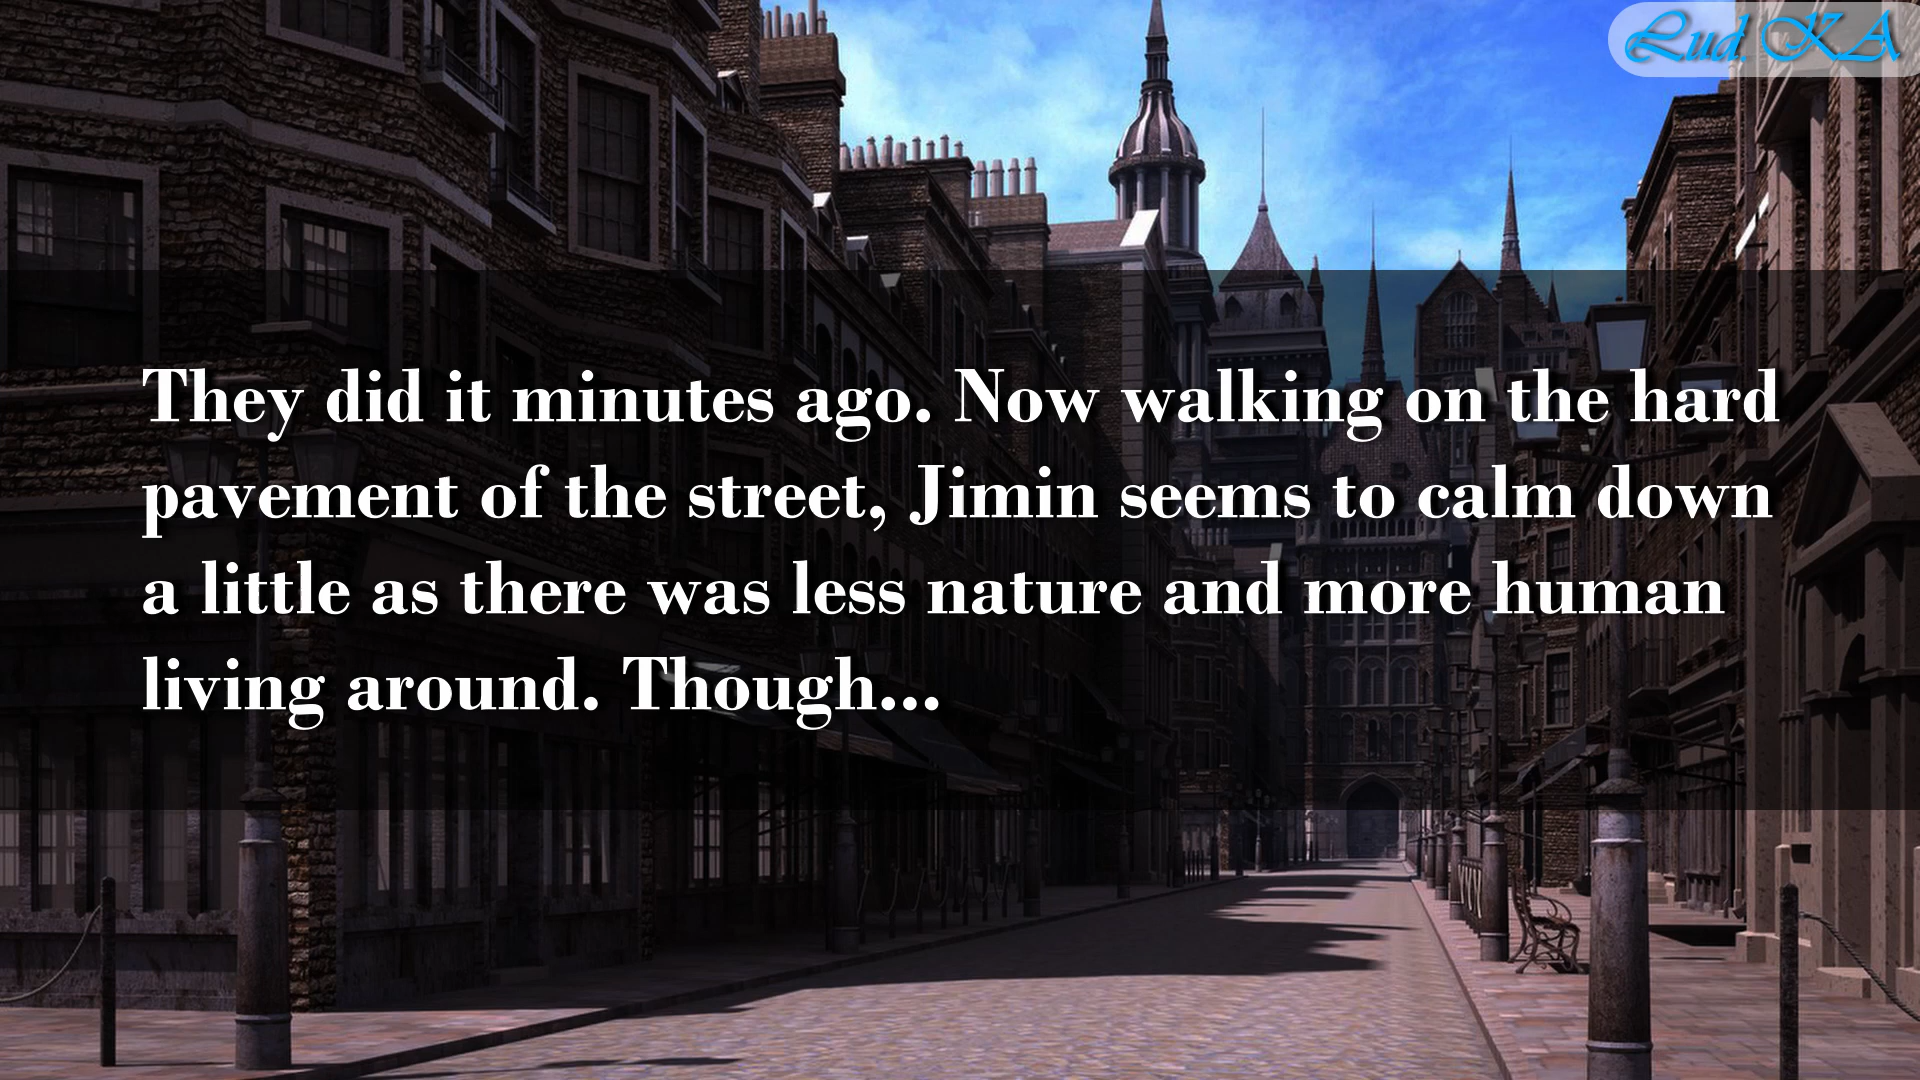 Lud. KA
They did it minutes ago. Now walking on the hard
pavement of the street, Jimin seems to calm down
a little as there was less nature and more human
living around. Though...